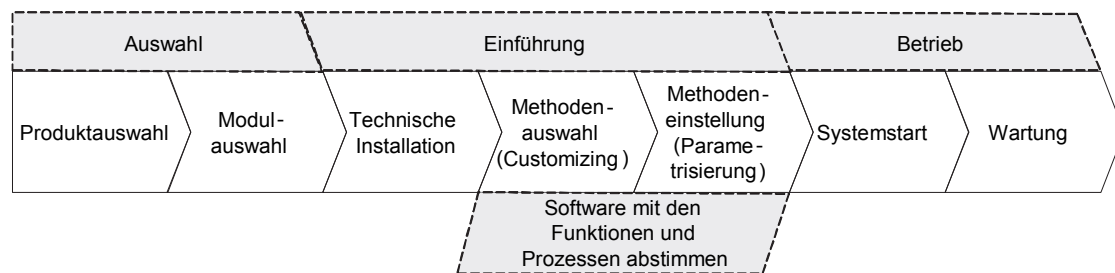 Auswahl
Einführung
Betrieb
Produktauswahl
Modul-
auswahl
Technische
Installation
Methoden-
auswahl
(Customizing)
Methoden-
einstellung
(Parame-
trisierung)
Systemstart
Wartung
Software mit den
Funktionen und
Prozessen abstimmen